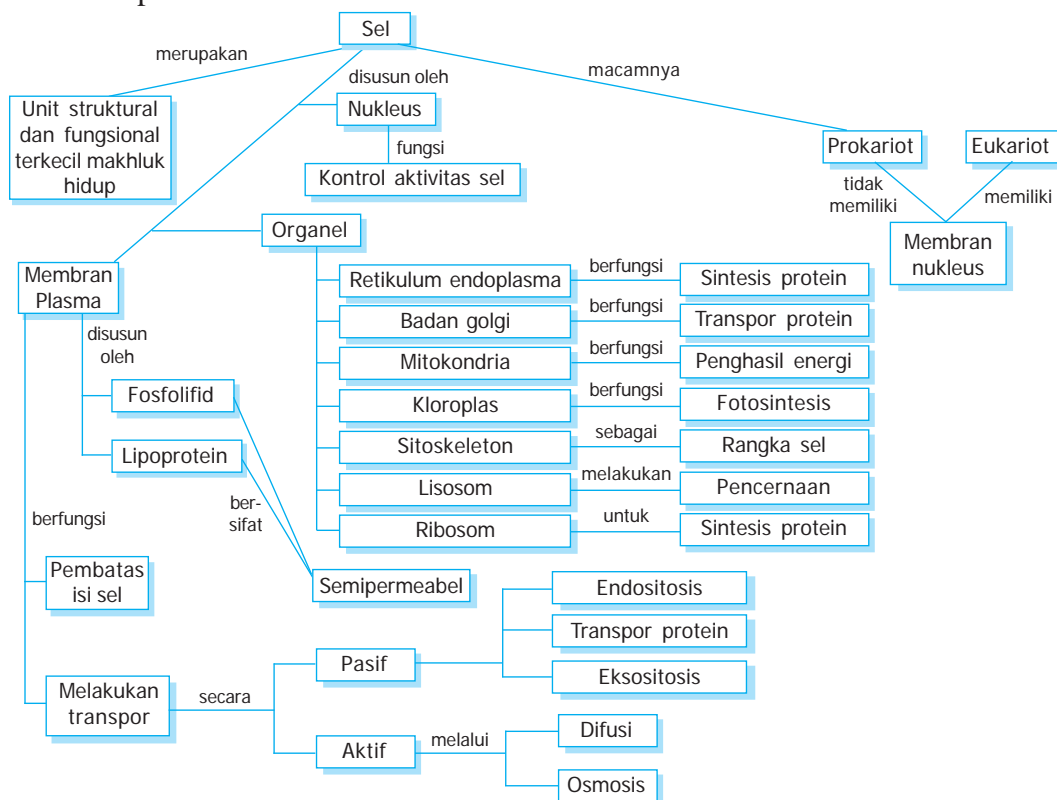 Sel
merupakan
disusun oleh
macamnya
Unit struktural
dan fungsional
terkecil makhluk
hidup
Nukleus
fungsi
Kontrol aktivitas sel
Prokariot
Eukariot
tidak
memiliki
memiliki
Membran
nukleus
Organel
Membran
Plasma
Retikulum endoplasma
berfungsi
Sintesis protein
Badan golgi
berfungsi
Transpor protein
Mitokondria
berfungsi
Penghasil energi
Kloroplas
berfungsi
Fotosintesis
Sitoskeleton
sebagai
Rangka sel
Lisosom
melakukan
Pencernaan
Ribosom
untuk
Sintesis protein
disusun
oleh
Fosfolifid
Lipoprotein
ber-
sifat
Semipermeabel
berfungsi
Pembatas
isi sel
Melakukan
transpor
secara
Pasif
Endositosis
Transpor protein
Eksositosis
Aktif
melalui
Difusi
Osmosis